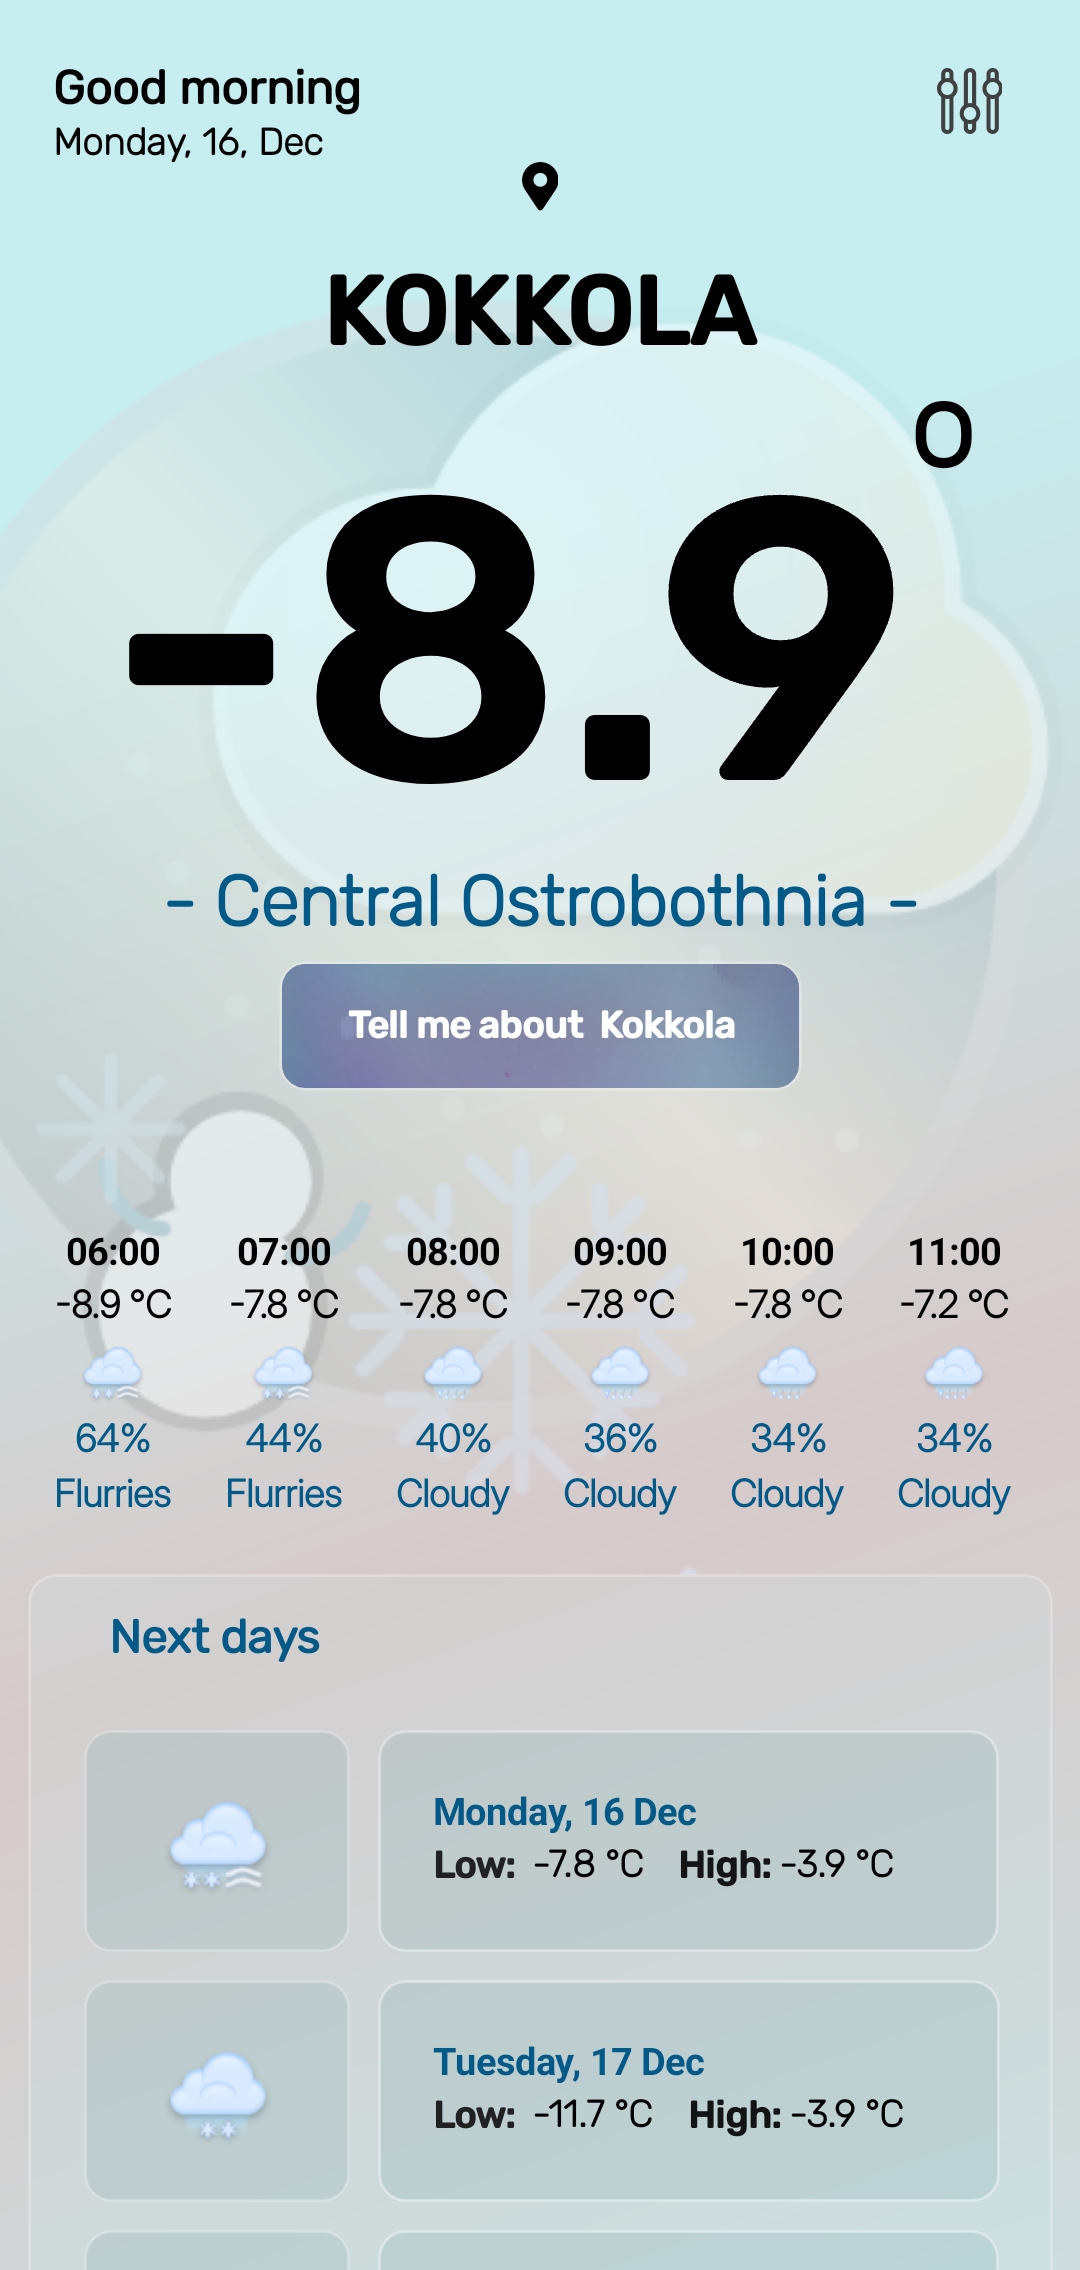 Good morning
Monday, 16, Dec
KOKKOLA
-8.9°
- Central Ostrobothnia -
Tell me about Kokkola
06:00 07:00 08:00 09:00 10:00 11:00
-8.9 °C -7.8 °C -7.8 °C -7.8 °C -7.8 °C -7.2 °C
64% 44% 40% 36% 34% 34%
Flurries Flurries Cloudy Cloudy Cloudy Cloudy
Next days
Monday, 16 Dec
Low: -7.8 °C High: -3.9 °C
Tuesday, 17 Dec
Low: -11.7 °C High: -3.9 °C